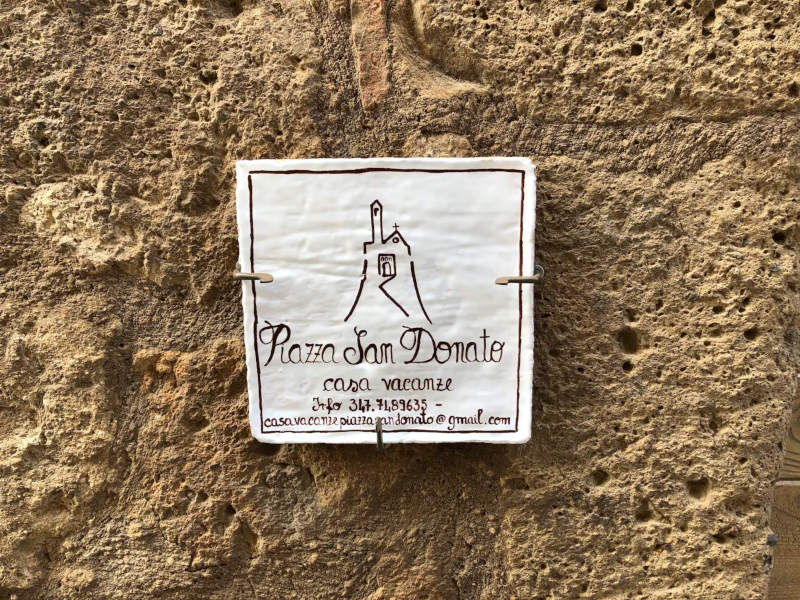 Piazza San Donato
casa vacanze
Info 347.7489635 -
casavacanzepiazzasandonato@gmail.com